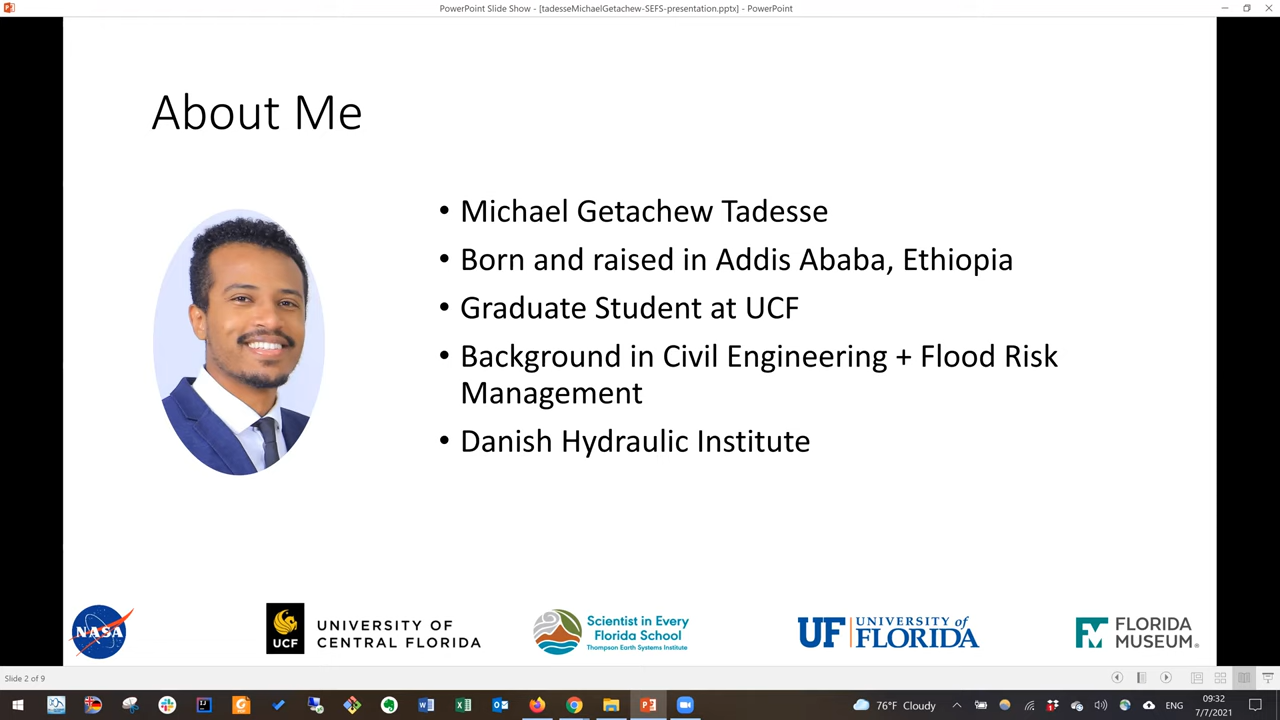 PowerPoint Slide Show - [tadesseMichaelGetachew-SEFS-presentation.pptx] - PowerPoint
About Me
• Michael Getachew Tadesse
• Born and raised in Addis Ababa, Ethiopia
• Graduate Student at UCF
• Background in Civil Engineering + Flood Risk
Management
• Danish Hydraulic Institute
NASA
UCF
UNIVERSITY OF
CENTRAL FLORIDA
Scientist in Every
Florida School
Thompson Earth Systems Institute
UF
UNIVERSITY of
FLORIDA
FM
FLORIDA
MUSEUM®
Slide 2 of 9
76°F Cloudy
ENG
09:32
7/7/2021